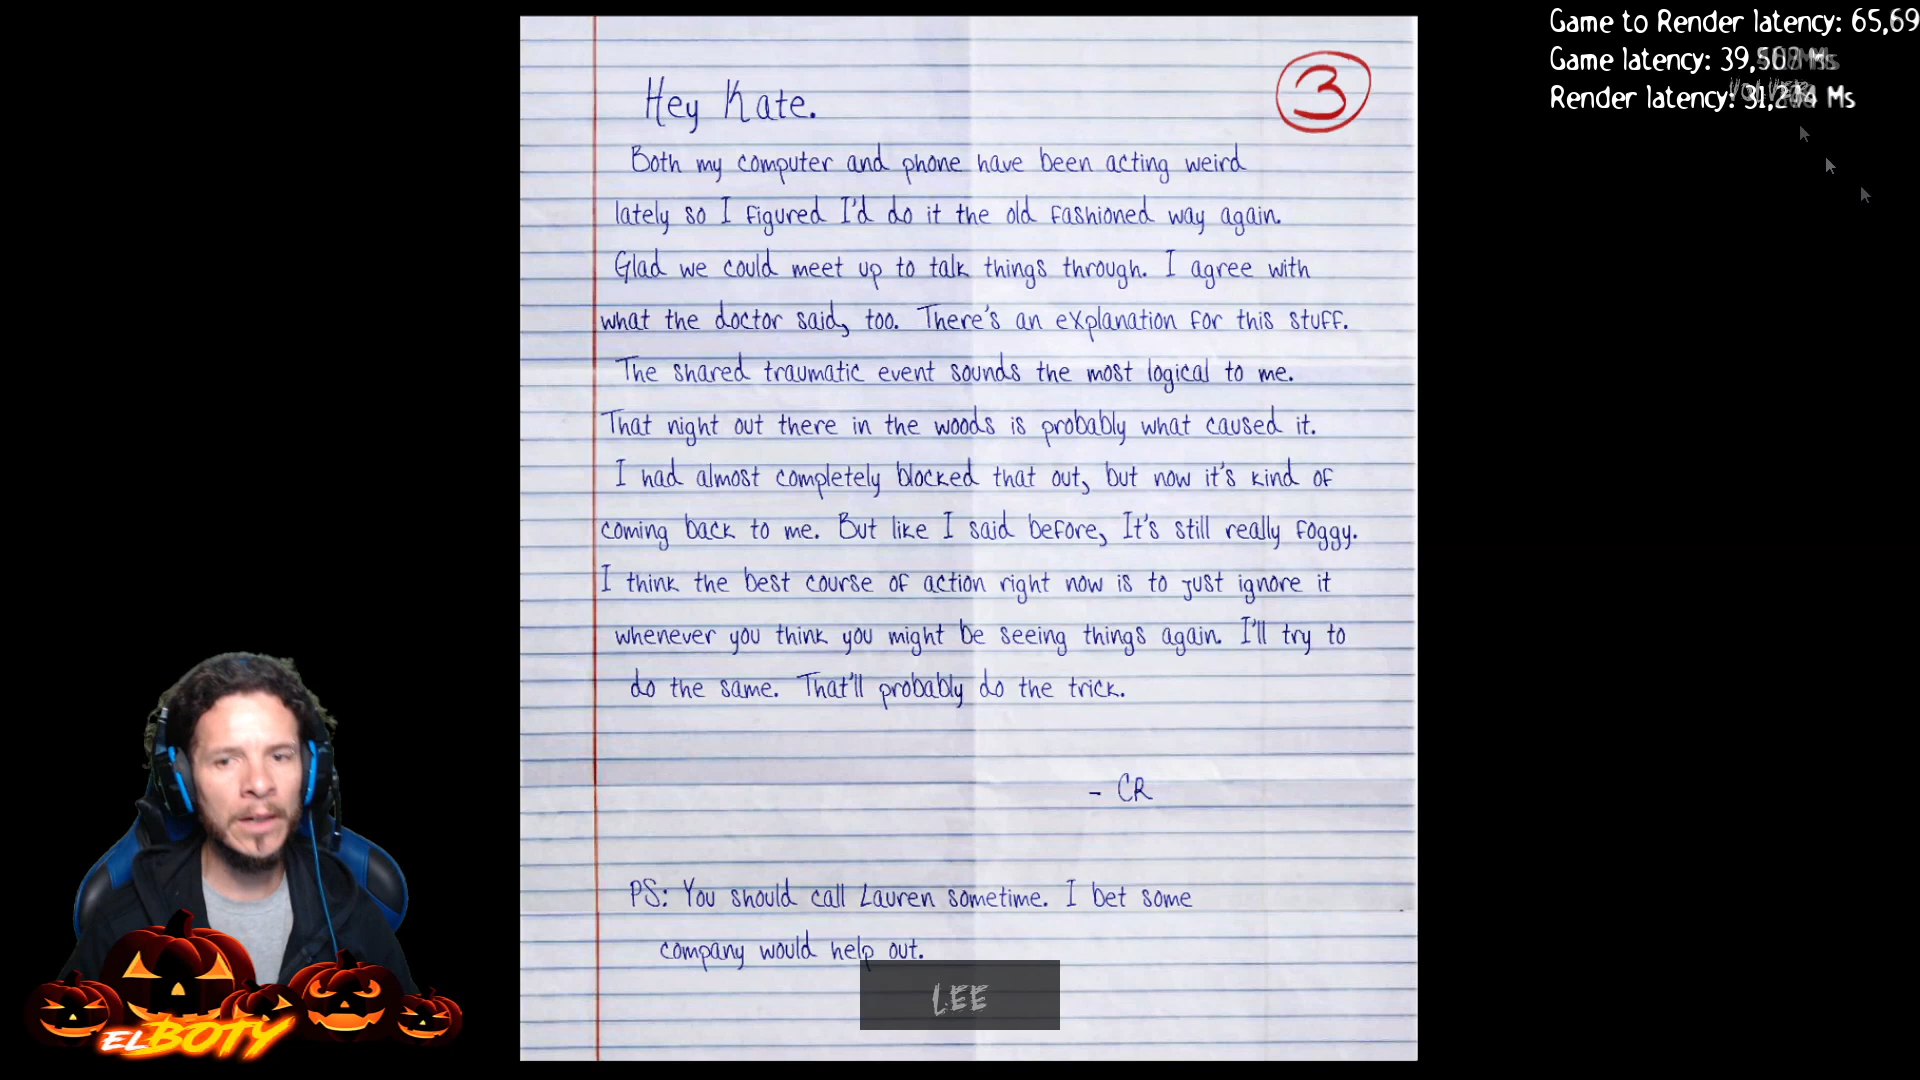 Game to Render latency: 65,69
Game latency: 39,507 Ms
Render latency: 31,234 Ms
3
Hey Kate.
Both my computer and phone have been acting weird
lately so I figured I'd do it the old fashioned way again.
Glad we could meet up to talk things through. I agree with
what the doctor said, too. There's an explanation for this stuff.
The shared traumatic event sounds the most logical to me.
That night out there in the woods is probably what caused it.
I had almost completely blocked that out, but now it's kind of
coming back to me. But like I said before, It's still really foggy.
I think the best course of action right now is to just ignore it
whenever you think you might be seeing things again. I'll try to
do the same. That'll probably do the trick.
- CR
PS: You should call Lauren sometime. I bet some
company would help out.
LEE
EL BOTY